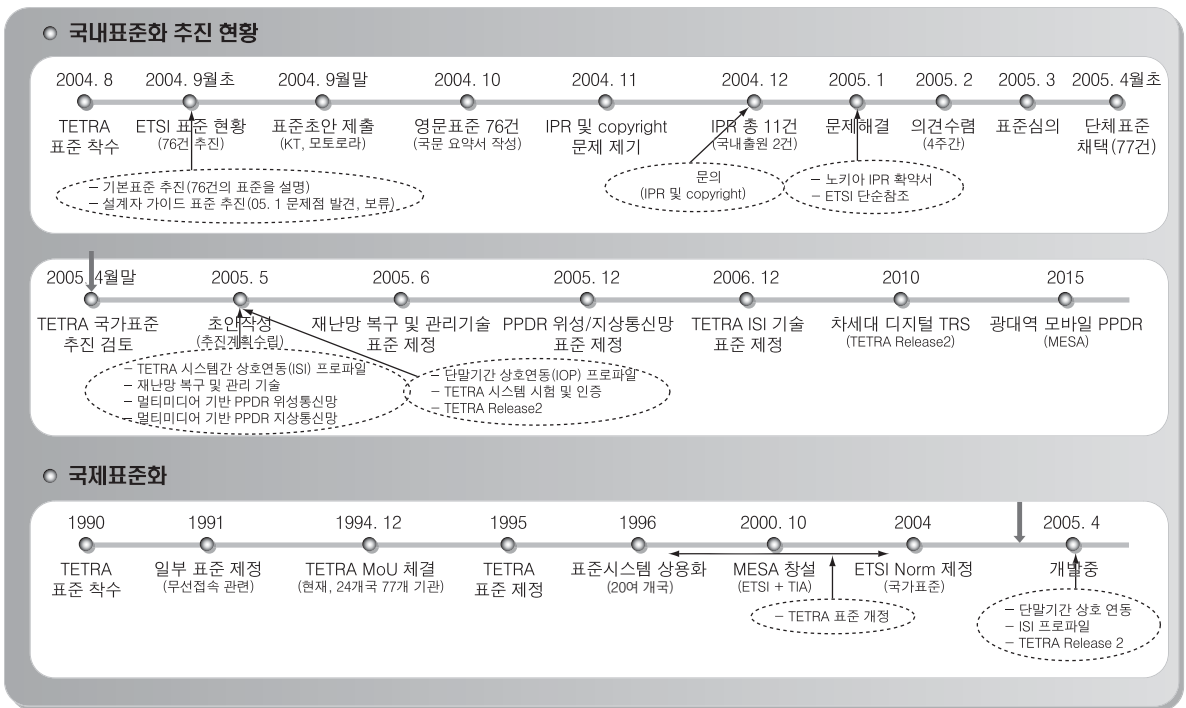 국내표준화 추진 현황
2004. 8
2004. 9월초
2004. 9월말
2004. 10
2004. 11
2004. 12
2005. 1
2005. 2
2005. 3
2005. 4월초
TETRA
표준 착수
ETSI 표준 현황
(76건 추진)
표준초안 제출
(KT, 모토로라)
영문표준 76건
(국문 요약서 작성)
IPR 및 copyright
문제 제기
IPR 총 11건
(국내출원 2건)
문제해결
의견수렴
(4주간)
표준심의
단체표준
채택(77건)
– 기본표준 추진(76건의 표준을 설명)
– 설계자 가이드 표준 추진(05. 1 문제점 발견, 보류)
문의
(IPR 및 copyright)
– 노키아 IPR 확약서
– ETSI 단순참조
2005. 4월말
2005. 5
2005. 6
2005. 12
2006. 12
2010
2015
TETRA 국가표준
추진 검토
초안작성
(추진계획수립)
재난망 복구 및 관리기술
표준 제정
PPDR 위성/지상통신망
표준 제정
TETRA ISI 기술
표준 제정
차세대 디지털 TRS
(TETRA Release2)
광대역 모바일 PPDR
(MESA)
– TETRA 시스템간 상호연동(ISI) 프로파일
– 재난망 복구 및 관리 기술
– 멀티미디어 기반 PPDR 위성통신망
– 멀티미디어 기반 PPDR 지상통신망
– 단말기간 상호연동(IOP) 프로파일
– TETRA 시스템 시험 및 인증
– TETRA Release2
국제표준화
1990
1991
1994. 12
1995
1996
2000. 10
2004
2005. 4
TETRA
표준 착수
일부 표준 제정
(무선접속 관련)
TETRA MoU 체결
(현재, 24개국 77개 기관)
TETRA
표준 제정
표준시스템 상용화
(20여 개국)
MESA 창설
(ETSI + TIA)
ETSI Norm 제정
(국가표준)
개발중
– TETRA 표준 개정
– 단말기간 상호 연동
– ISI 프로파일
– TETRA Release 2